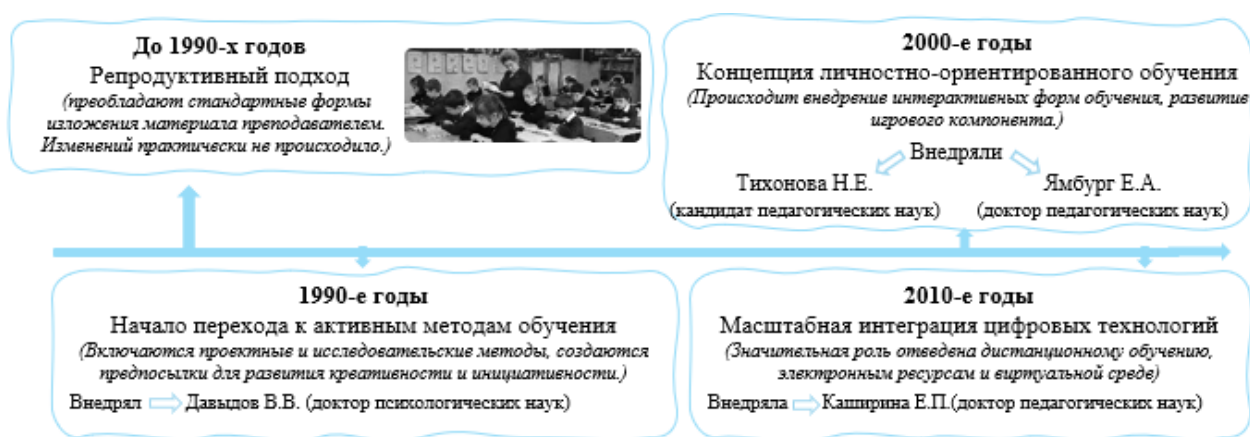 До 1990-х годов
Репродуктивный подход
(преобладают стандартные формы
изложения материала преподавателем.
Изменений практически не происходило.)
1990-е годы
Начало перехода к активным методам обучения
(Включаются проектные и исследовательские методы, создаются
предпосылки для развития креативности и инициативности.)
Внедрял Давыдов В.В. (доктор психологических наук)
2000-е годы
Концепция личностно-ориентированного обучения
(Происходит внедрение интерактивных форм обучения, развитие
игрового компонента.)
Внедряли
Тихонова Н.Е. Ямбург Е.А.
(кандидат педагогических наук) (доктор педагогических наук)
2010-е годы
Масштабная интеграция цифровых технологий
(Значительная роль отведена дистанционному обучению,
электронным ресурсам и виртуальной среде)
Внедряла Каширина Е.П.(доктор педагогических наук)